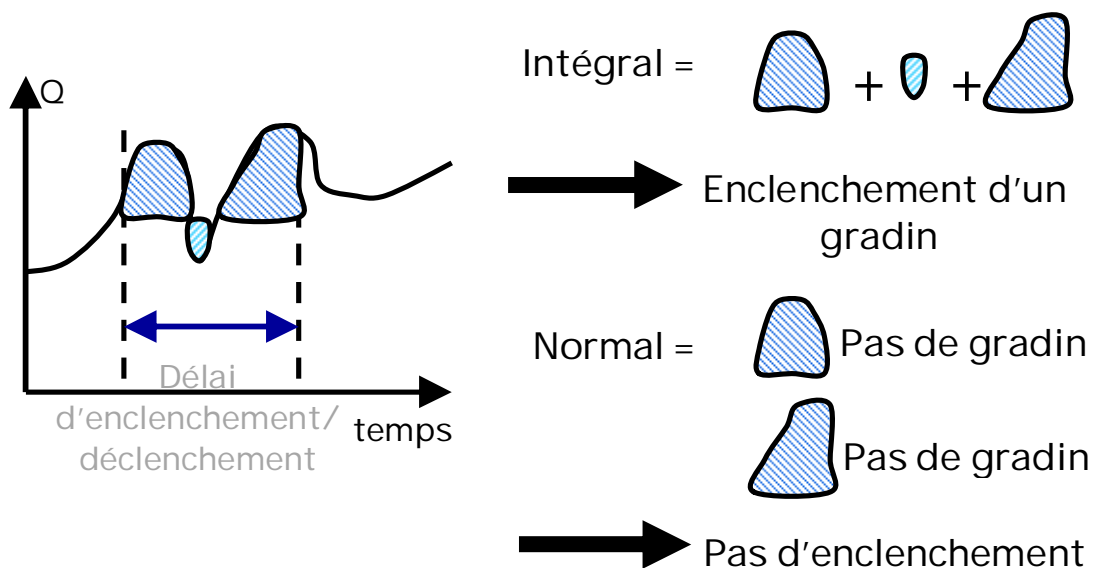 Q
Délai
d'enclenchement/
déclenchement
temps
Intégral =
+
+
Enclenchement d'un
gradin
Normal =
Pas de gradin
Pas de gradin
Pas d'enclenchement